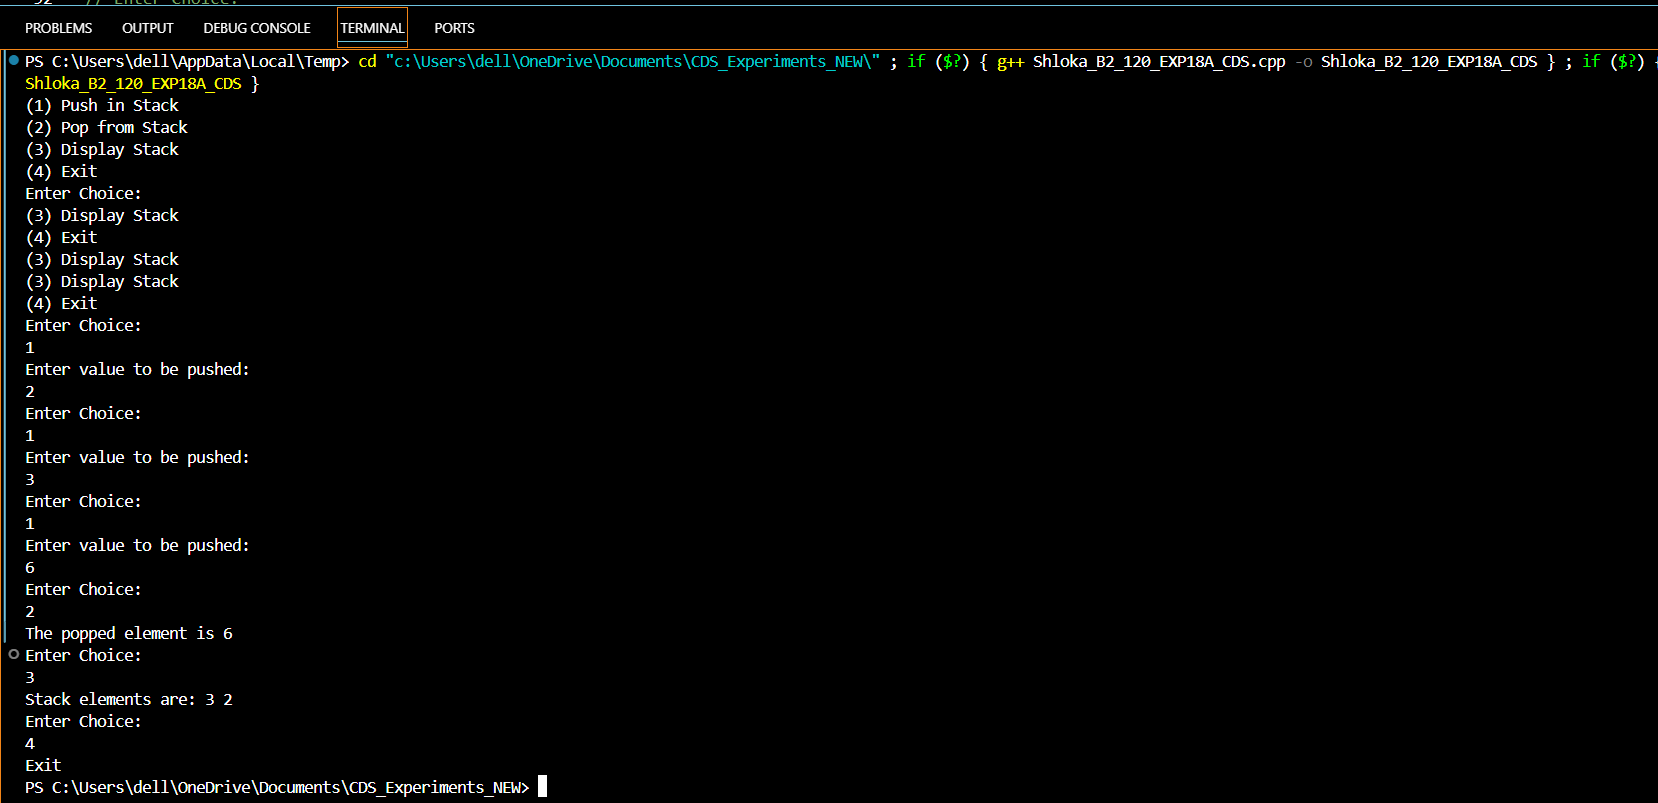 // Enter Choice:
PROBLEMS OUTPUT DEBUG CONSOLE TERMINAL PORTS
PS C:\Users\dell\AppData\Local\Temp> cd "c:\Users\dell\OneDrive\Documents\CDS_Experiments_NEW\" ; if ($?) { g++ Shloka_B2_120_EXP18A_CDS.cpp -o Shloka_B2_120_EXP18A_CDS } ; if ($?) {
Shloka_B2_120_EXP18A_CDS }
(1) Push in Stack
(2) Pop from Stack
(3) Display Stack
(4) Exit
Enter Choice:
(3) Display Stack
(4) Exit
(3) Display Stack
(3) Display Stack
(4) Exit
Enter Choice:
1
Enter value to be pushed:
2
Enter Choice:
1
Enter value to be pushed:
3
Enter Choice:
1
Enter value to be pushed:
6
Enter Choice:
2
The popped element is 6
Enter Choice:
3
Stack elements are: 3 2
Enter Choice:
4
Exit
PS C:\Users\dell\OneDrive\Documents\CDS_Experiments_NEW>